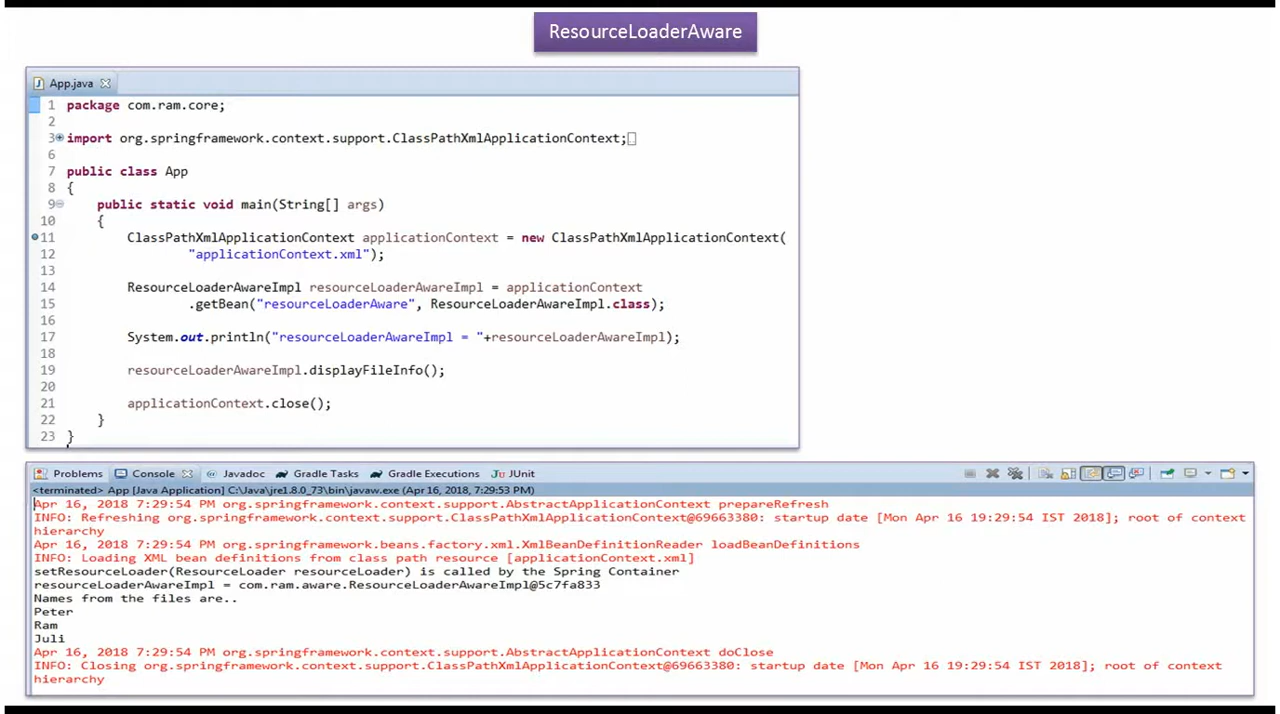 ResourceLoaderAware
App.java
1 package com.ram.core;
2
3 import org.springframework.context.support.ClassPathXmlApplicationContext;
6
7 public class App
8 {
9 public static void main(String[] args)
10 {
11 ClassPathXmlApplicationContext applicationContext = new ClassPathXmlApplicationContext(
12 "applicationContext.xml");
13
14 ResourceLoaderAwareImpl resourceLoaderAwareImpl = applicationContext
15 .getBean("resourceLoaderAware", ResourceLoaderAwareImpl.class);
16
17 System.out.println("resourceLoaderAwareImpl = "+resourceLoaderAwareImpl);
18
19 resourceLoaderAwareImpl.displayFileInfo();
20
21 applicationContext.close();
22 }
23 }
Problems Console Javadoc Gradle Tasks Gradle Executions JUnit
<terminated> App [Java Application] C:\Java\jre1.8.0_73\bin\javaw.exe (Apr 16, 2018, 7:29:53 PM)
Apr 16, 2018 7:29:54 PM org.springframework.context.support.AbstractApplicationContext prepareRefresh
INFO: Refreshing org.springframework.context.support.ClassPathXmlApplicationContext@69663380: startup date [Mon Apr 16 19:29:54 IST 2018]; root of context
hierarchy
Apr 16, 2018 7:29:54 PM org.springframework.beans.factory.xml.XmlBeanDefinitionReader loadBeanDefinitions
INFO: Loading XML bean definitions from class path resource [applicationContext.xml]
setResourceLoader(ResourceLoader resourceLoader) is called by the Spring Container
resourceLoaderAwareImpl = com.ram.aware.ResourceLoaderAwareImpl@5c7fa833
Names from the files are..
Peter
Ram
Juli
Apr 16, 2018 7:29:54 PM org.springframework.context.support.AbstractApplicationContext doClose
INFO: Closing org.springframework.context.support.ClassPathXmlApplicationContext@69663380: startup date [Mon Apr 16 19:29:54 IST 2018]; root of context
hierarchy